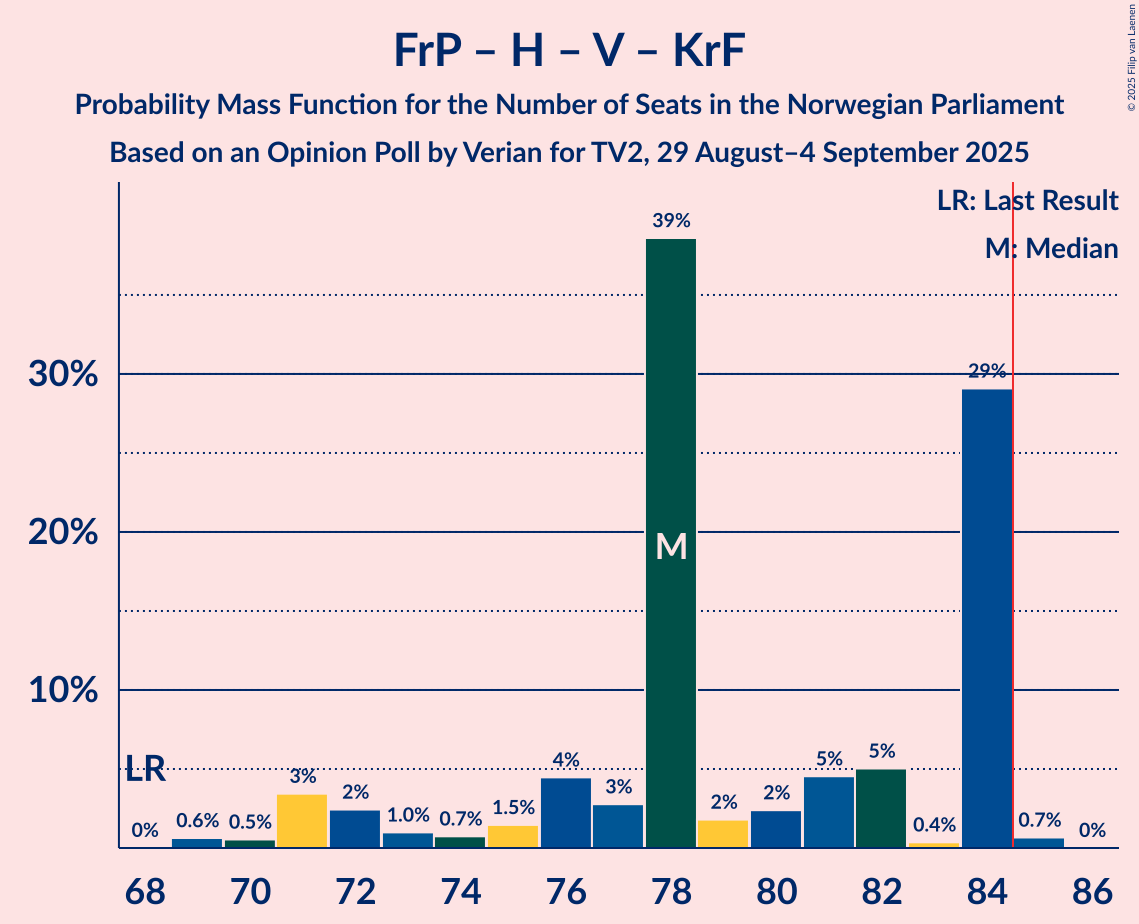 FrP – H – V – KrF
Probability Mass Function for the Number of Seats in the Norwegian Parliament
Based on an Opinion Poll by Verian for TV2, 29 August–4 September 2025
© 2025 Filip van Laenen
LR: Last Result
M: Median
30%
20%
10%
LR
M
0%
0.6%
0.5%
3%
2%
1.0%
0.7%
1.5%
4%
3%
39%
2%
2%
5%
5%
0.4%
29%
0.7%
0%
68 70 72 74 76 78 80 82 84 86